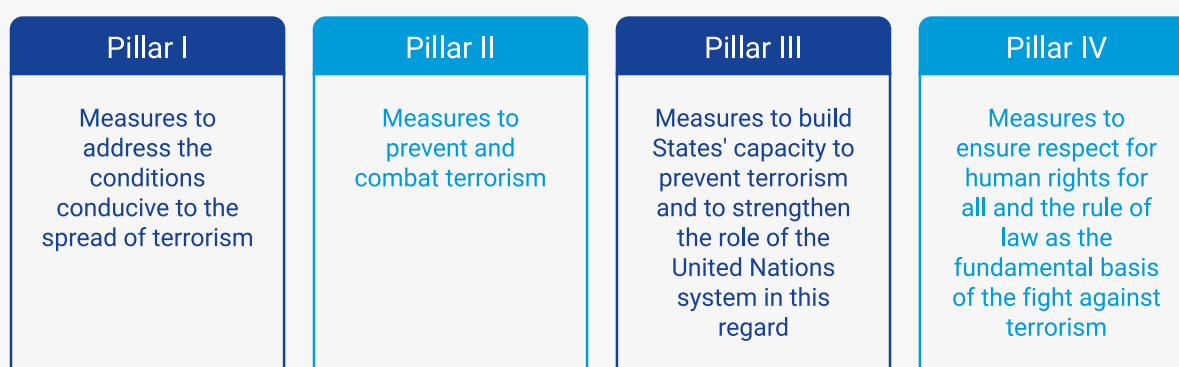 Pillar I
Measures to
address the
conditions
conducive to the
spread of terrorism
Pillar II
Measures to
prevent and
combat terrorism
Pillar III
Measures to build
States' capacity to
prevent terrorism
and to strengthen
the role of the
United Nations
system in this
regard
Pillar IV
Measures to
ensure respect for
human rights for
all and the rule of
law as the
fundamental basis
of the fight against
terrorism